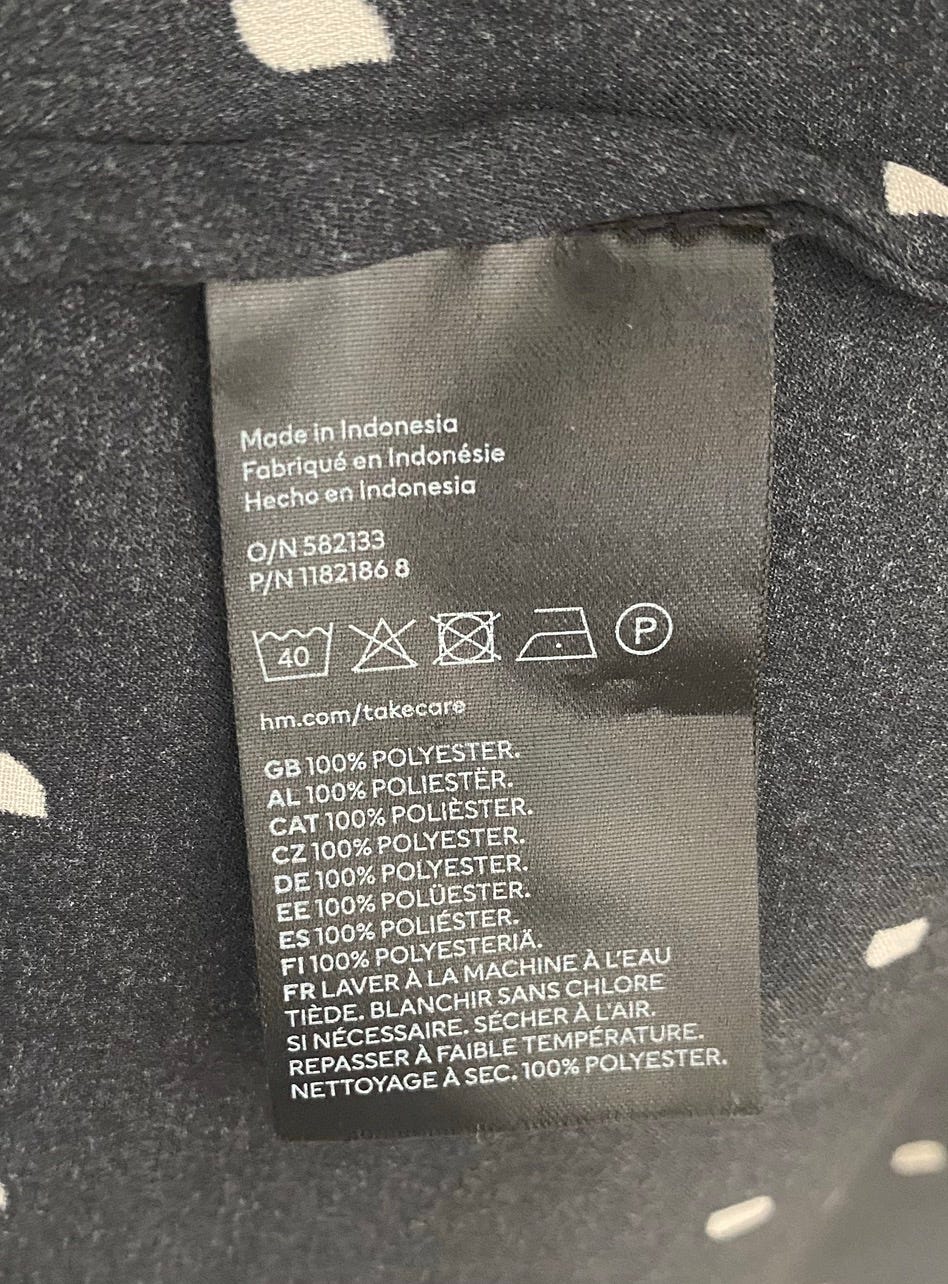 Made in Indonesia
Fabriqué en Indonésie
Hecho en Indonesia
O/N 582133
P/N 1182186 8
40 P
hm.com/takecare
GB 100% POLYESTER.
AL 100% POLIESTËR.
CAT 100% POLIÈSTER.
CZ 100% POLYESTER.
DE 100% POLYESTER.
EE 100% POLÜESTER.
ES 100% POLIÉSTER.
FI 100% POLYESTERIÄ.
FR LAVER À LA MACHINE À L'EAU
TIÈDE. BLANCHIR SANS CHLORE
SI NÉCESSAIRE. SÉCHER À L'AIR.
REPASSER À FAIBLE TEMPÉRATURE.
NETTOYAGE À SEC. 100% POLYESTER.